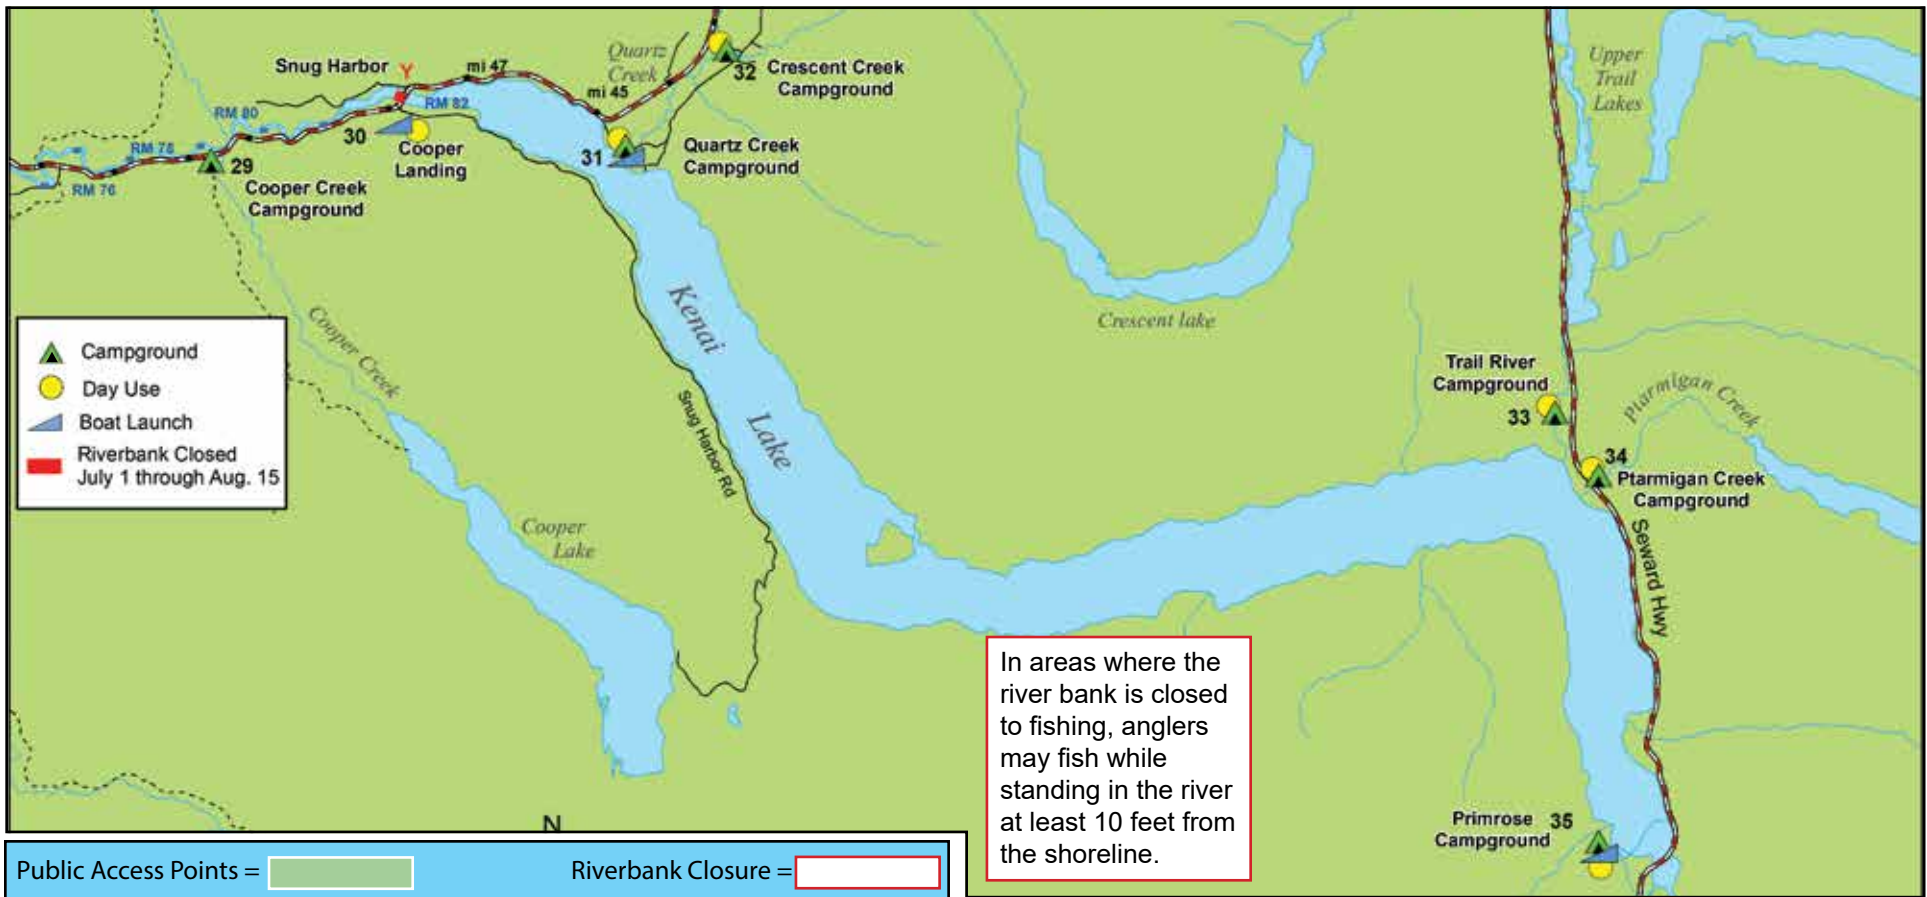 Snug Harbor
Y
mi 47
RM 82
RM 80
RM 78
RM 76
mi 45
Quartz
Creek
32
Crescent Creek
Campground
30
Cooper
Landing
31
Quartz Creek
Campground
29
Cooper Creek
Campground
Upper
Trail
Lakes
Cooper Creek
Kenai
Lake
Crescent lake
Snug Harbor Rd
Cooper
Lake
Campground
Day Use
Boat Launch
Riverbank Closed
July 1 through Aug. 15
Trail River
Campground
33
Ptarmigan Creek
34
Ptarmigan Creek
Campground
Seward Hwy
In areas where the
river bank is closed
to fishing, anglers
may fish while
standing in the river
at least 10 feet from
the shoreline.
Primrose 35
Campground
N
Public Access Points =
Riverbank Closure =